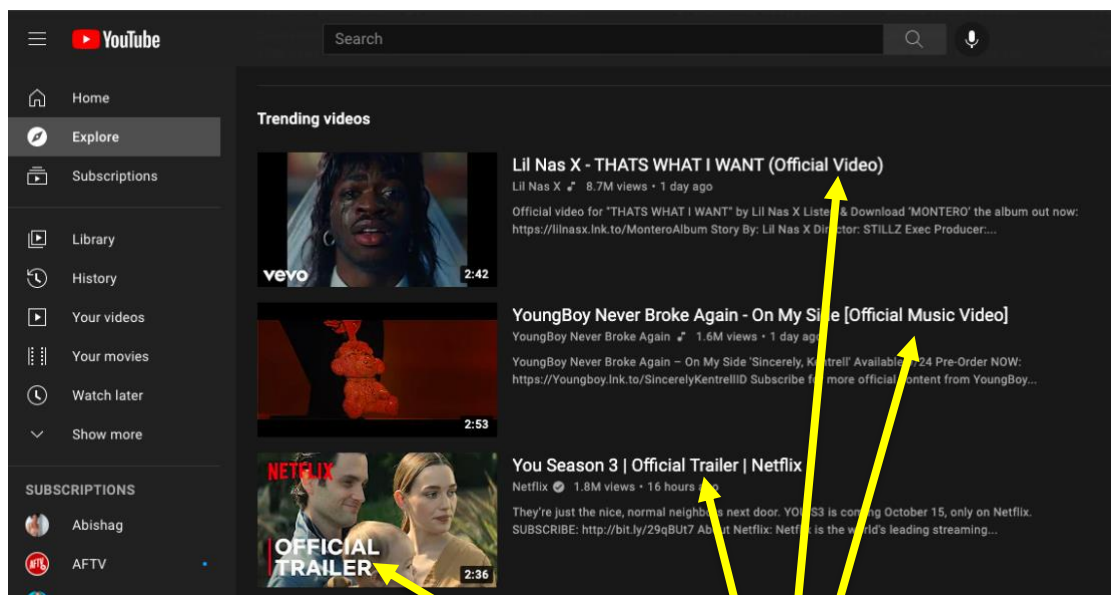 YouTube
Search
Home
Explore
Subscriptions
Library
History
Your videos
Your movies
Watch later
Show more
SUBSCRIPTIONS
Abishag
AFTV
Trending videos
vevo
2:42
Lil Nas X - THATS WHAT I WANT (Official Video)
Lil Nas X 8.7M views • 1 day ago
Official video for "THATS WHAT I WANT" by Lil Nas X Listen & Download 'MONTERO' the album out now:
https://lilnasx.lnk.to/MonteroAlbum Story By: Lil Nas X Director: STILLZ Exec Producer:...
2:53
YoungBoy Never Broke Again - On My Side [Official Music Video]
YoungBoy Never Broke Again 1.6M views • 1 day ago
YoungBoy Never Broke Again – On My Side 'Sincerely, Kentrell' Available -24 Pre-Order NOW:
https://Youngboy.lnk.to/SincerelyKentrellID Subscribe for more official content from YoungBoy...
NETFLIX
OFFICIAL
TRAILER
2:36
You Season 3 | Official Trailer | Netflix
Netflix 1.8M views • 16 hours ago
They're just the nice, normal neighbors next door. YOU S3 is coming October 15, only on Netflix.
SUBSCRIBE: http://bit.ly/29qBUt7 About Netflix: Netflix is the world's leading streaming...